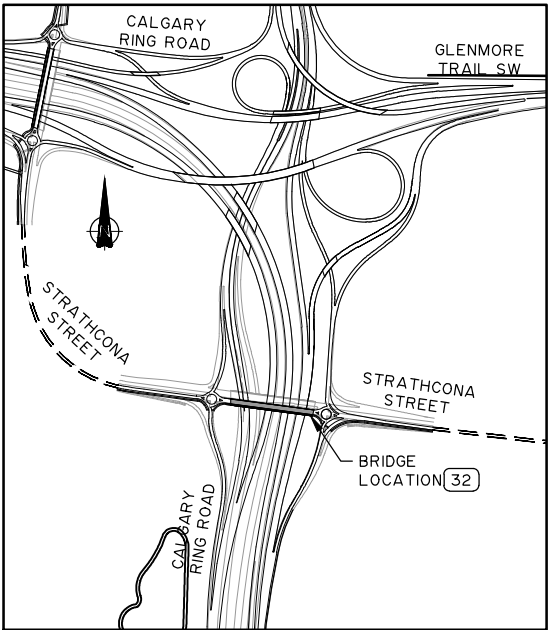 CALGARY
RING ROAD
GLENMORE
TRAIL SW
STRATHCONA
STREET
STRATHCONA
STREET
BRIDGE
LOCATION 32
CALGARY
RING ROAD